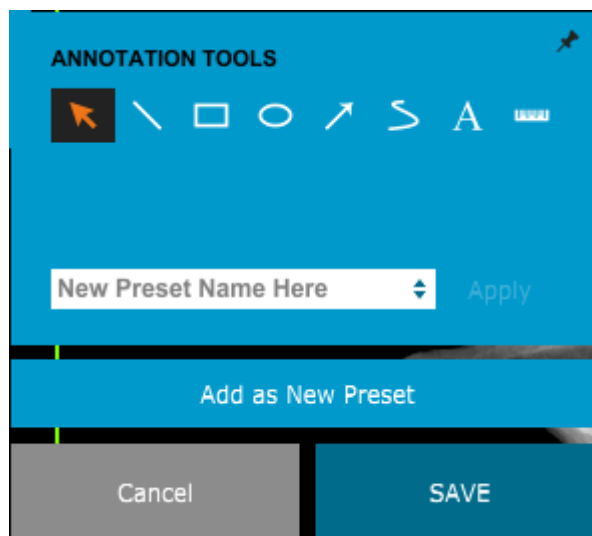 ANNOTATION TOOLS
A
New Preset Name Here
Apply
Add as New Preset
Cancel
SAVE